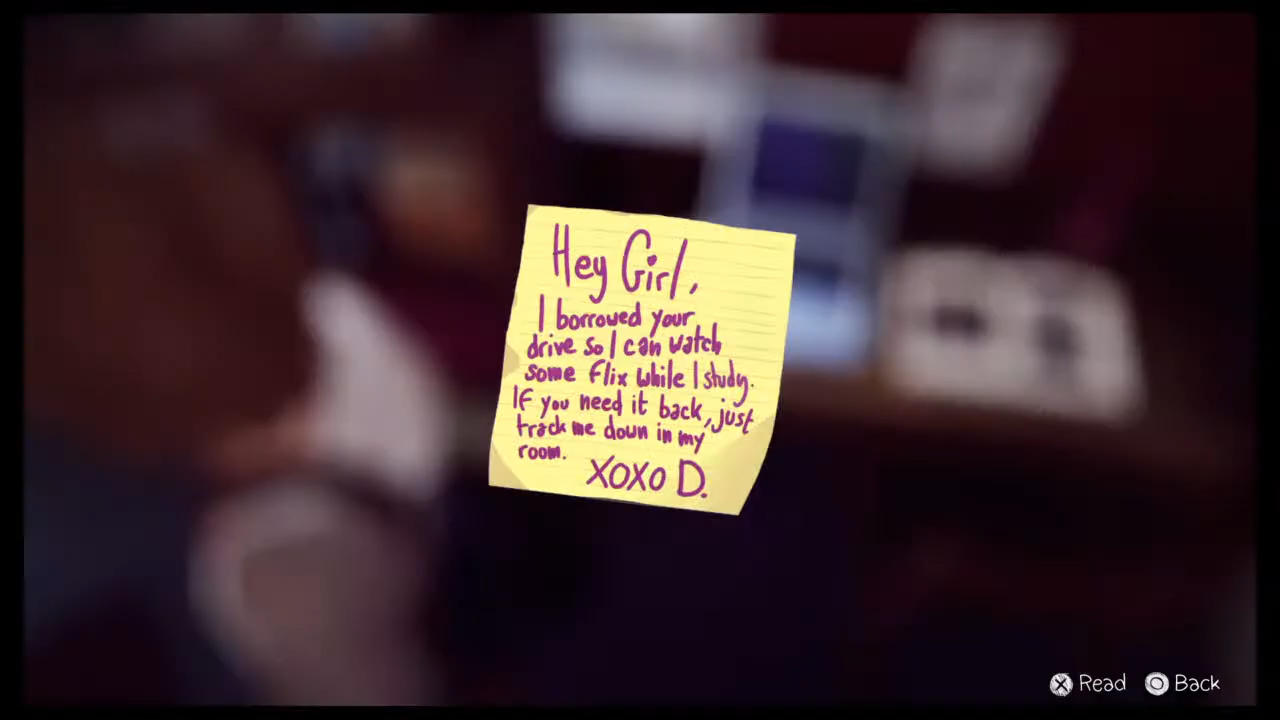 Hey Girl,
I borrowed your
drive so I can watch
some flix while I study.
If you need it back, just
track me down in my
room.
XOXO D.
Read Back